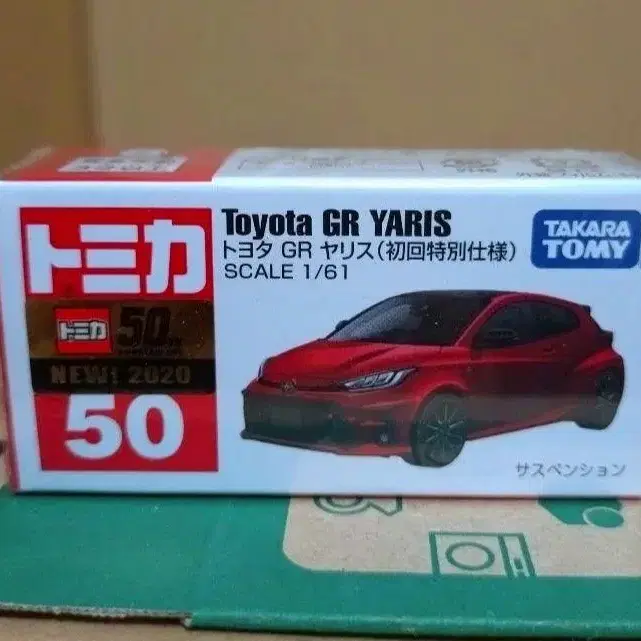 トミカ
トミカ 50
NEW! 2020
50
Toyota GR YARIS
トヨタ GR ヤリス(初回特別仕様)
SCALE 1/61
TAKARA
TOMY
サスペンション